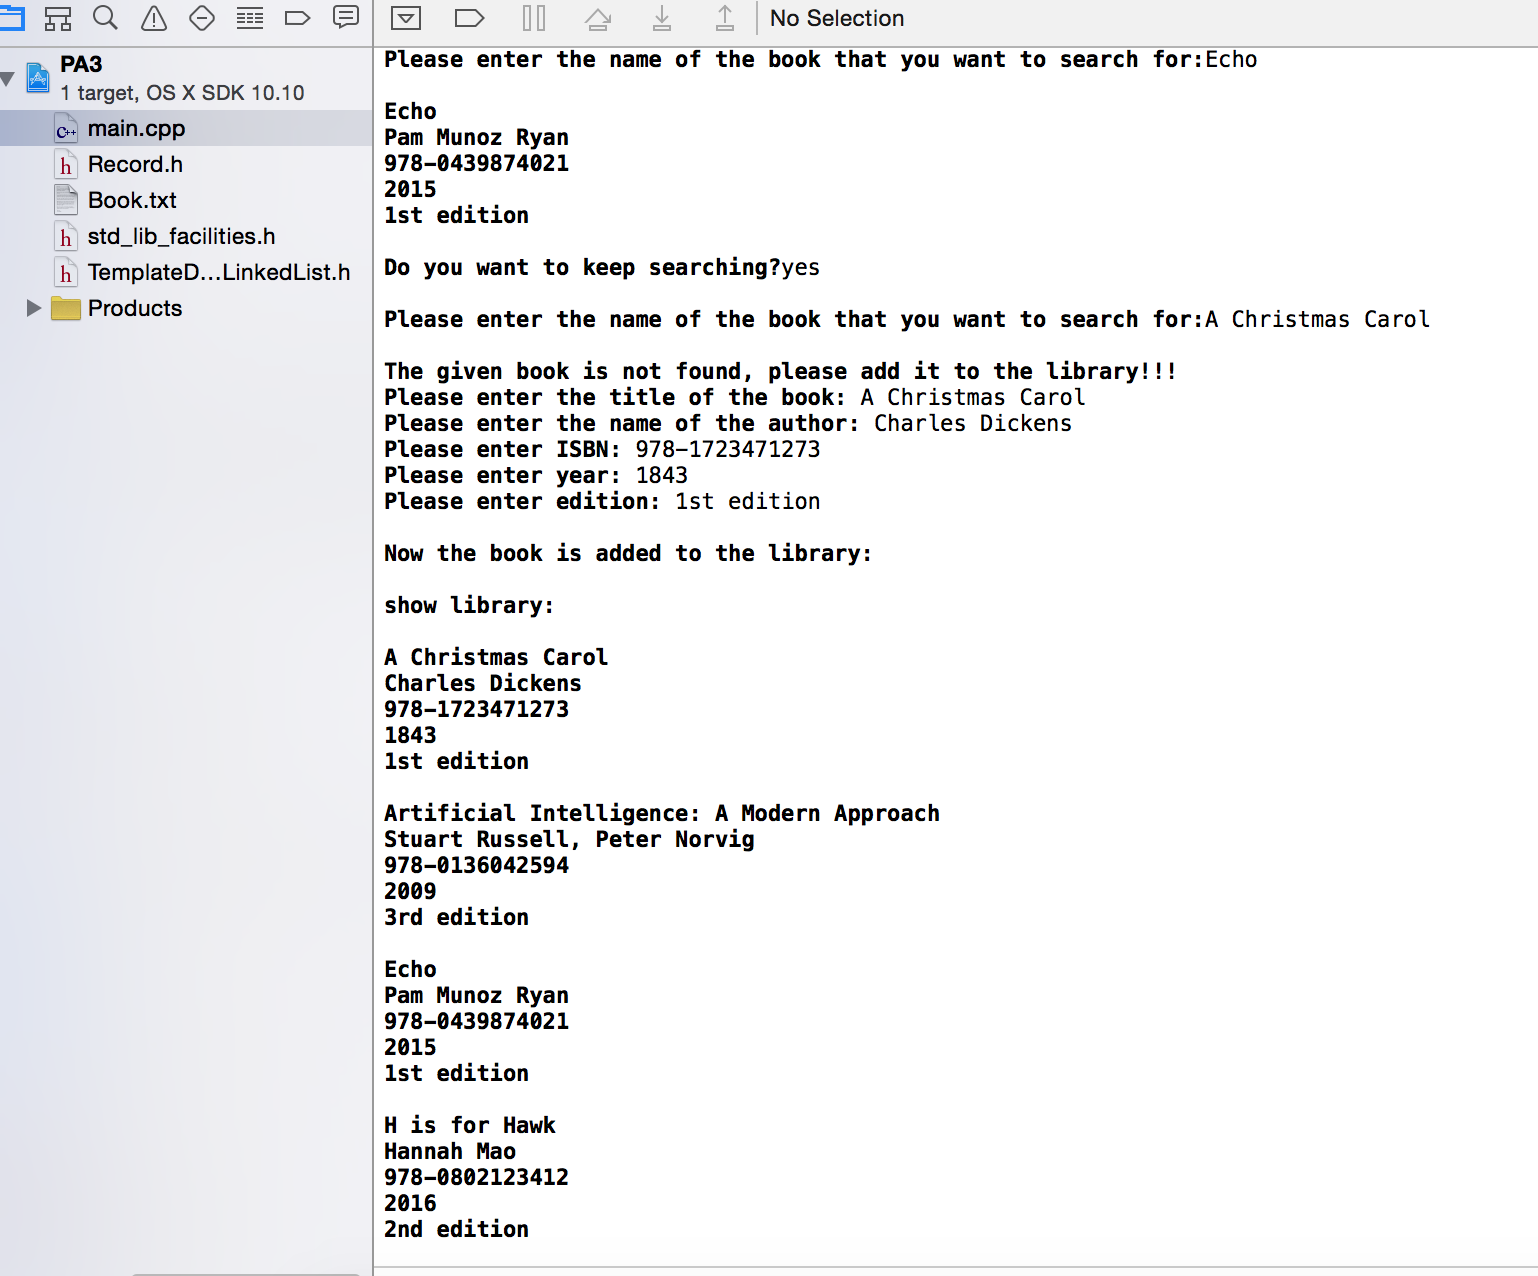 No Selection
PA3
1 target, OS X SDK 10.10
main.cpp
Record.h
Book.txt
std_lib_facilities.h
TemplateD...LinkedList.h
Products
Please enter the name of the book that you want to search for:Echo
Echo
Pam Munoz Ryan
978-0439874021
2015
1st edition
Do you want to keep searching?yes
Please enter the name of the book that you want to search for:A Christmas Carol
The given book is not found, please add it to the library!!!
Please enter the title of the book: A Christmas Carol
Please enter the name of the author: Charles Dickens
Please enter ISBN: 978-1723471273
Please enter year: 1843
Please enter edition: 1st edition
Now the book is added to the library:
show library:
A Christmas Carol
Charles Dickens
978-1723471273
1843
1st edition
Artificial Intelligence: A Modern Approach
Stuart Russell, Peter Norvig
978-0136042594
2009
3rd edition
Echo
Pam Munoz Ryan
978-0439874021
2015
1st edition
H is for Hawk
Hannah Mao
978-0802123412
2016
2nd edition